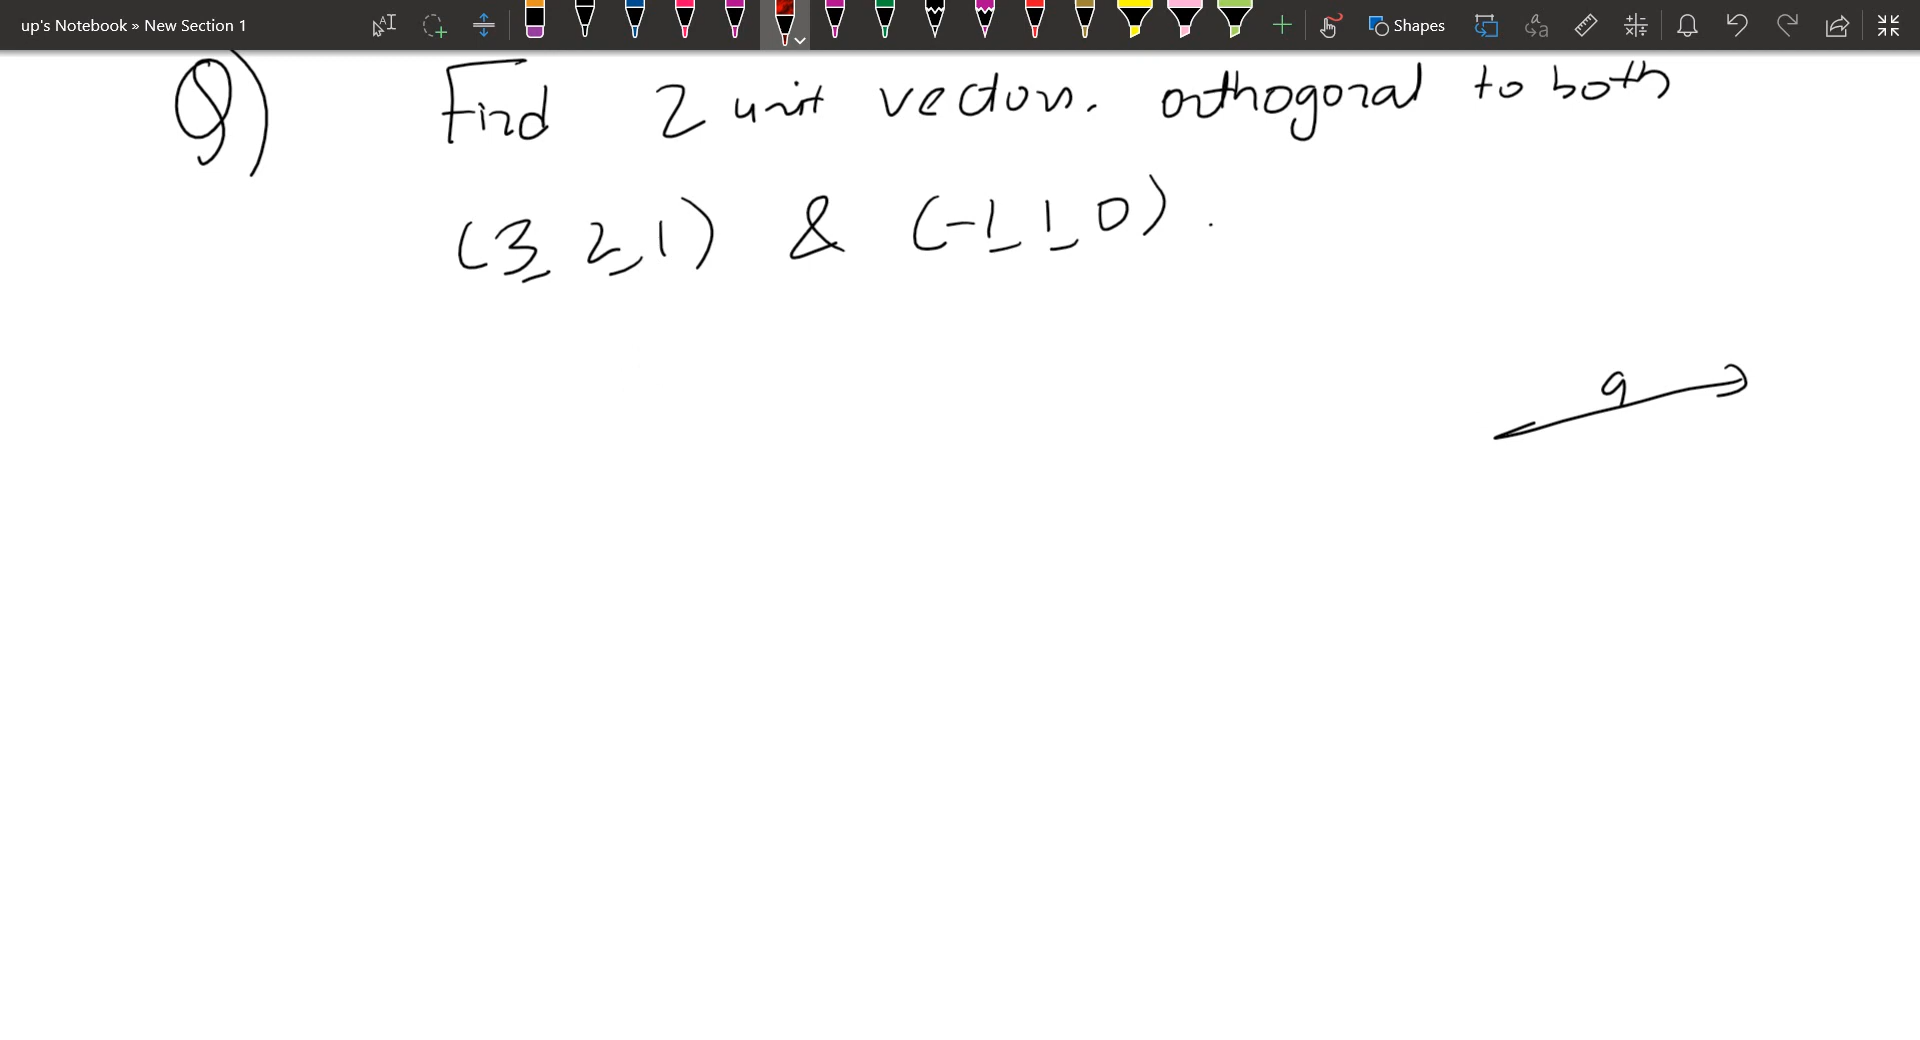 up's Notebook » New Section 1
Shapes
Q) Find 2 unit vectors. orthogonal to both
(3, 2, 1) & (-1, 1, 0).
a